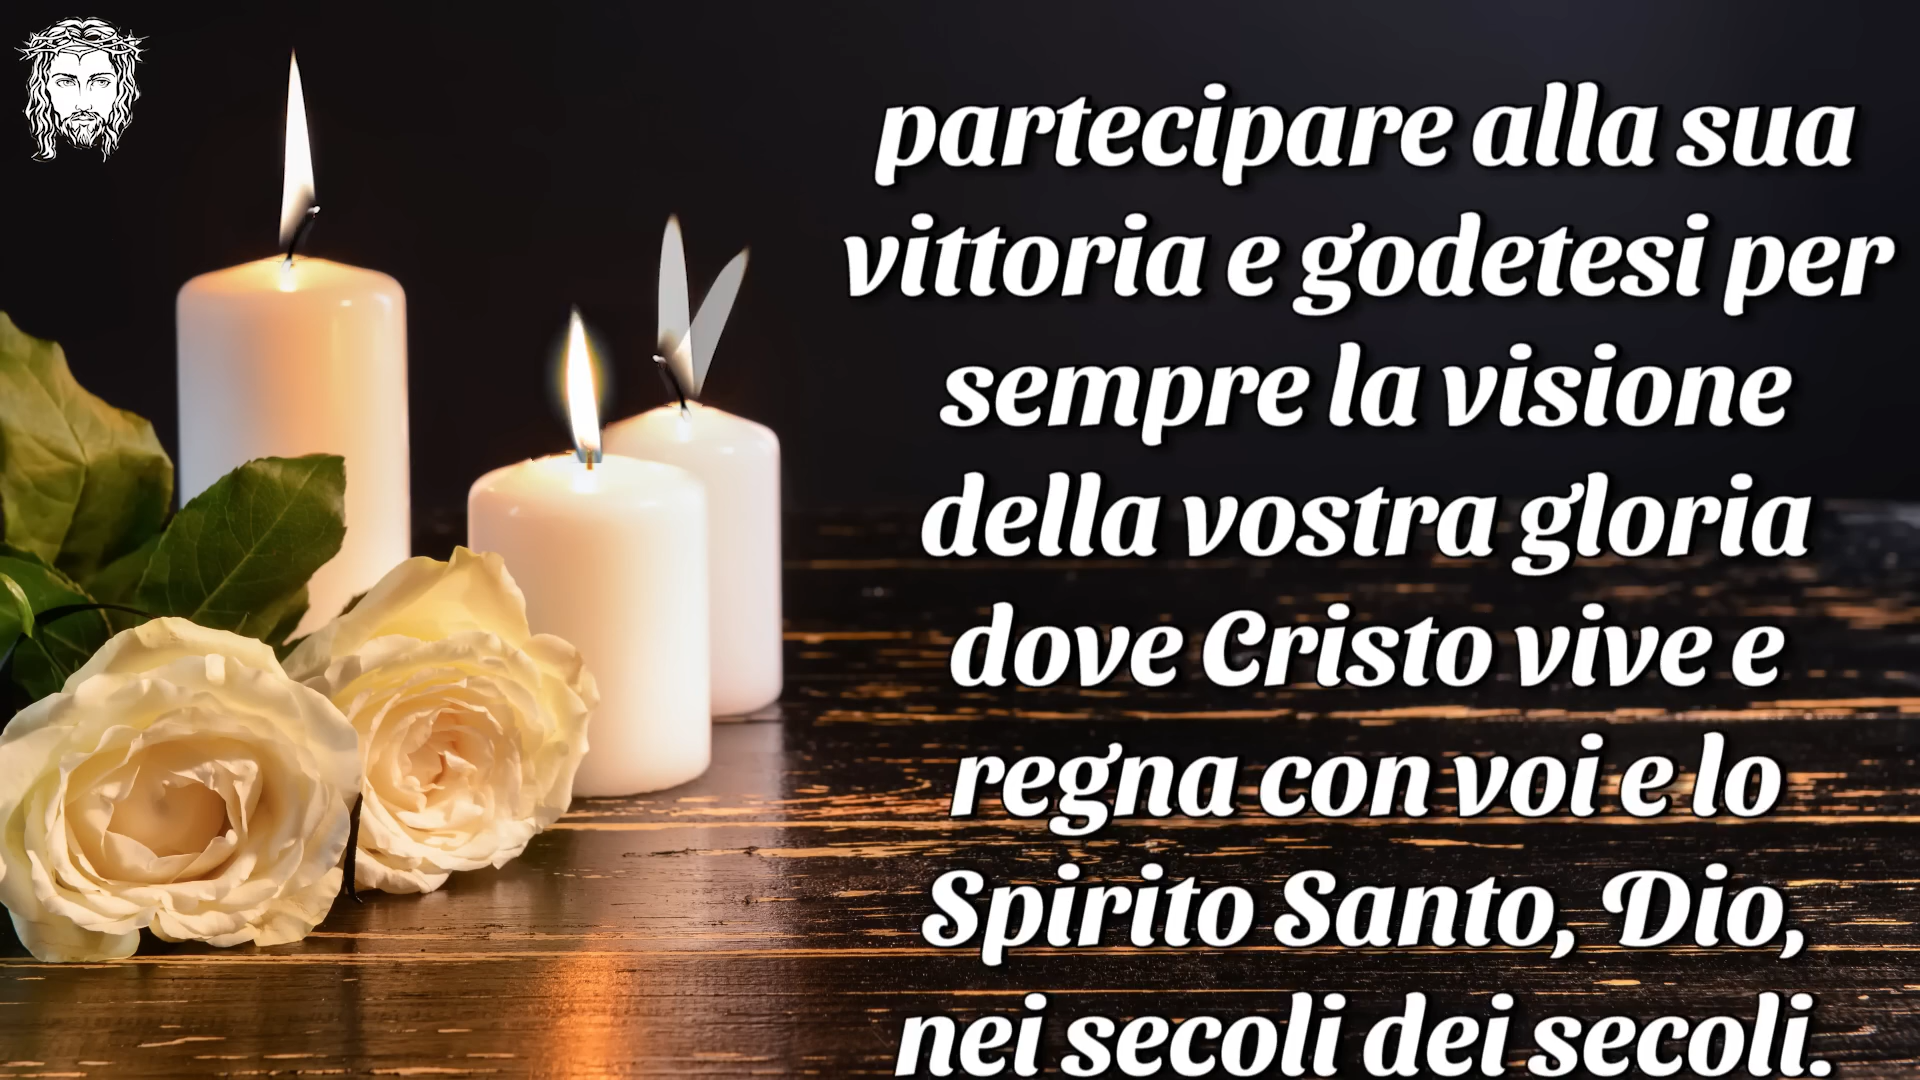 partecipare alla sua
vittoria e godetesi per
sempre la visione
della vostra gloria
dove Cristo vive e
regna con voi e lo
Spirito Santo, Dio,
nei secoli dei secoli.